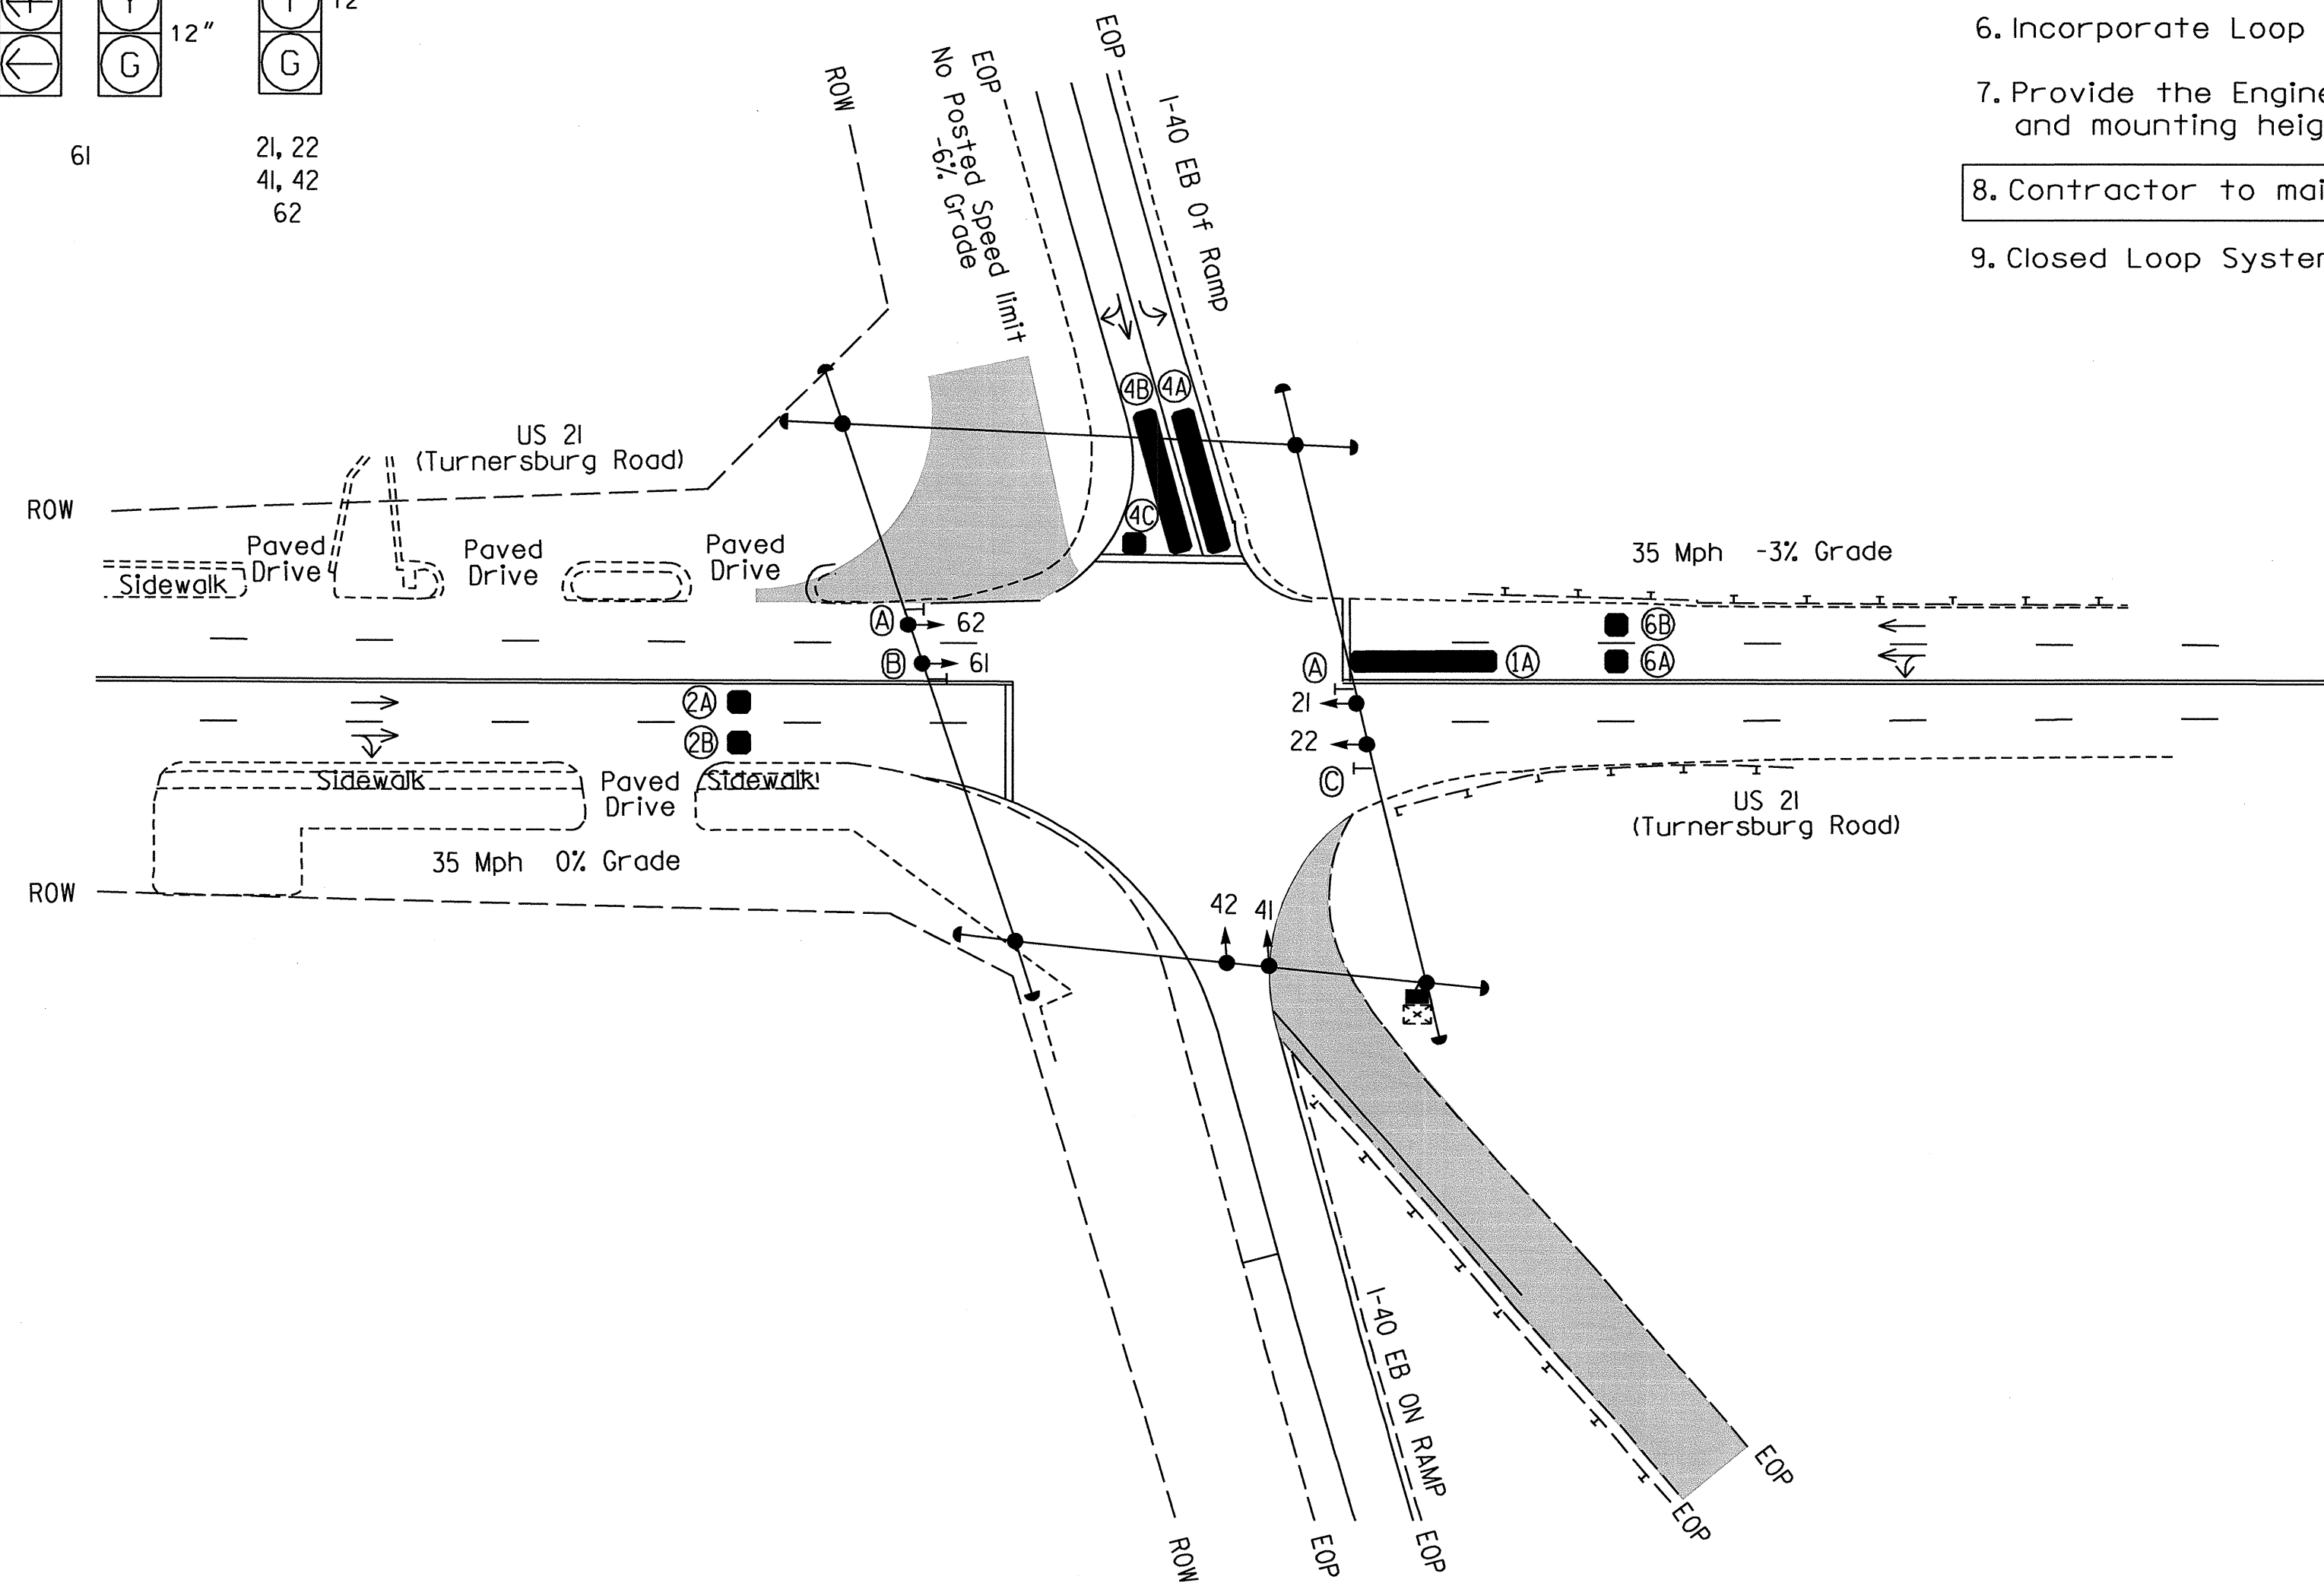 12"
Y
G
G
12"
61
21, 22
41, 42
62
6. Incorporate Loop
7. Provide the Engine
and mounting heig
8. Contractor to mai
9. Closed Loop System
ROW
EOP
No Posted Speed limit
-6% Grade
EOP
I-40 EB Of Ramp
4B
4A
4C
US 21
(Turnersburg Road)
ROW
Paved
Drive
Paved
Drive
Paved
Drive
Sidewalk
35 Mph -3% Grade
A
62
B
61
6B
6A
1A
A
21
22
C
2A
2B
Sidewalk
Paved
Drive
Sidewalk
35 Mph 0% Grade
ROW
US 21
(Turnersburg Road)
42
41
I-40 EB ON RAMP
ROW
EOP
EOP
EOP
EOP